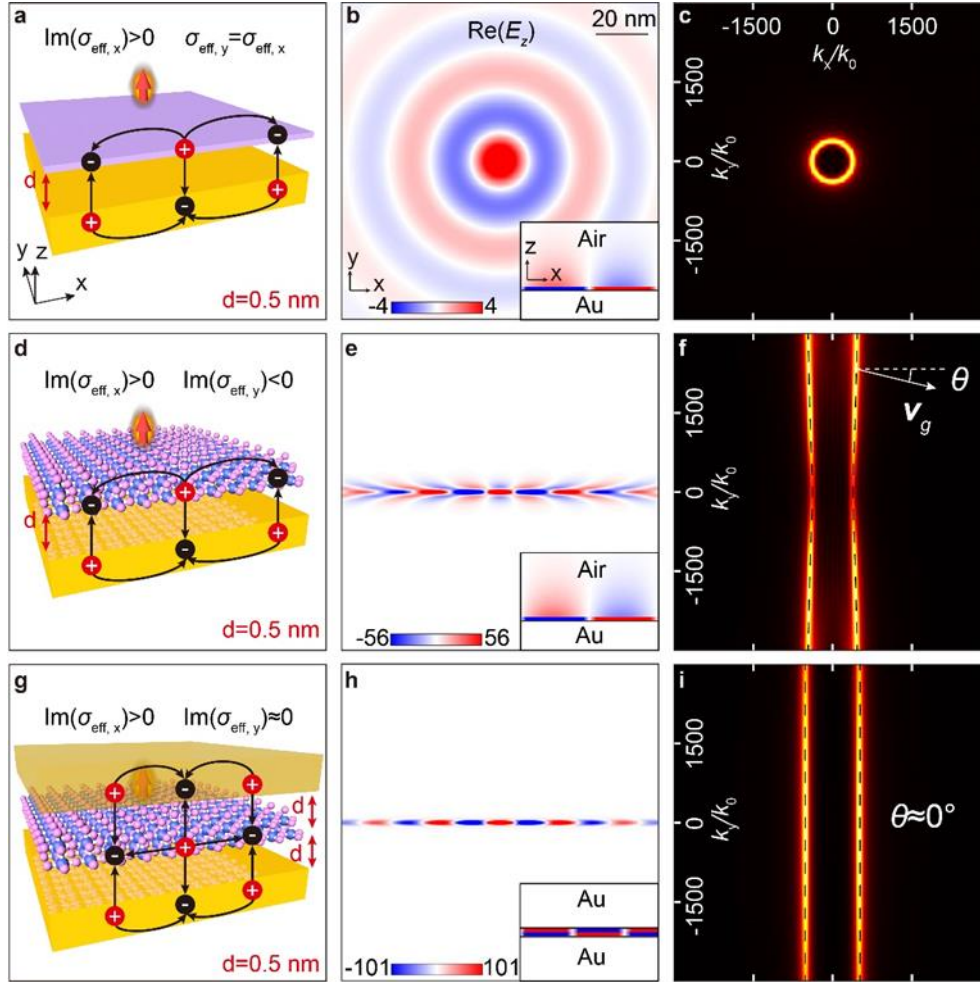 a
Im(σeff, x)>0 σeff, y=σeff, x
d
y z
x
d=0.5 nm
b
Re(Ez)
20 nm
y
x
-4 4
z
x
Air
Au
c
-1500 0 1500
kx/k0
1500
0
-1500
ky/k0
d
Im(σeff, x)>0 Im(σeff, y)<0
d
d=0.5 nm
e
-56 56
Air
Au
f
1500
0
-1500
ky/k0
θ
vg
g
Im(σeff, x)>0 Im(σeff, y)≈0
d
d
d=0.5 nm
h
-101 101
Au
Au
i
1500
0
-1500
ky/k0
θ≈0°